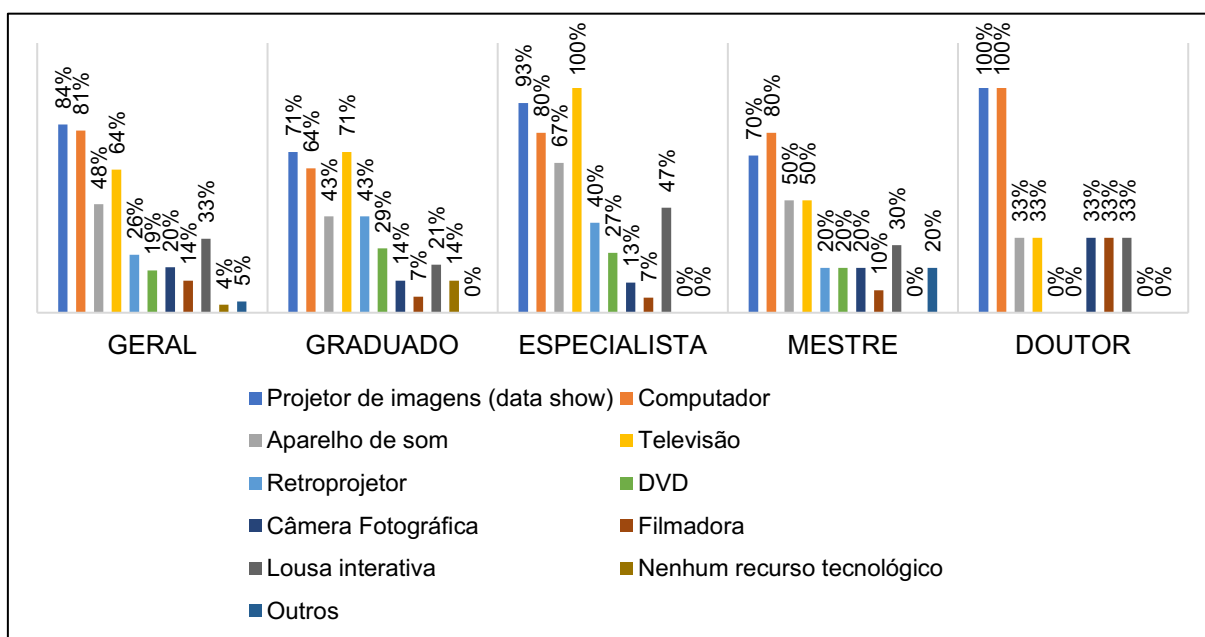 84% 81% 48% 64% 26% 19% 20% 14% 33% 4% 5%
71% 64% 43% 71% 43% 29% 14% 7% 21% 14% 0%
93% 80% 67% 100% 40% 27% 13% 7% 47% 0% 0%
70% 80% 50% 50% 20% 20% 20% 10% 30% 0% 20%
100% 100% 33% 33% 0% 0% 33% 33% 33% 0% 0%
GERAL GRADUADO ESPECIALISTA MESTRE DOUTOR
Projetor de imagens (data show) Computador
Aparelho de som Televisão
Retroprojetor DVD
Câmera Fotográfica Filmadora
Lousa interativa Nenhum recurso tecnológico
Outros